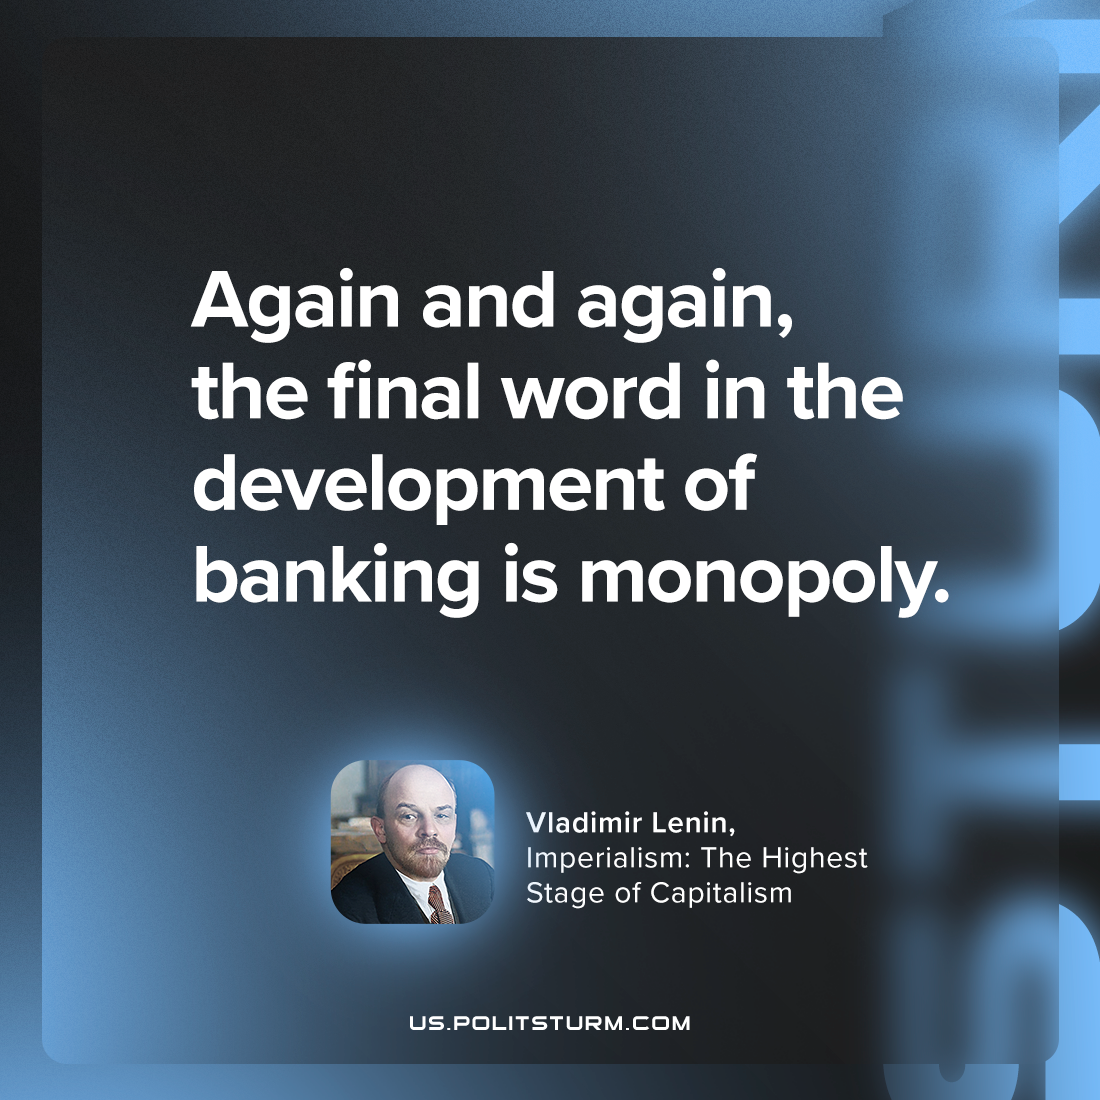 Again and again,
the final word in the
development of
banking is monopoly.
Vladimir Lenin,
Imperialism: The Highest
Stage of Capitalism
US.POLITSTURM.COM